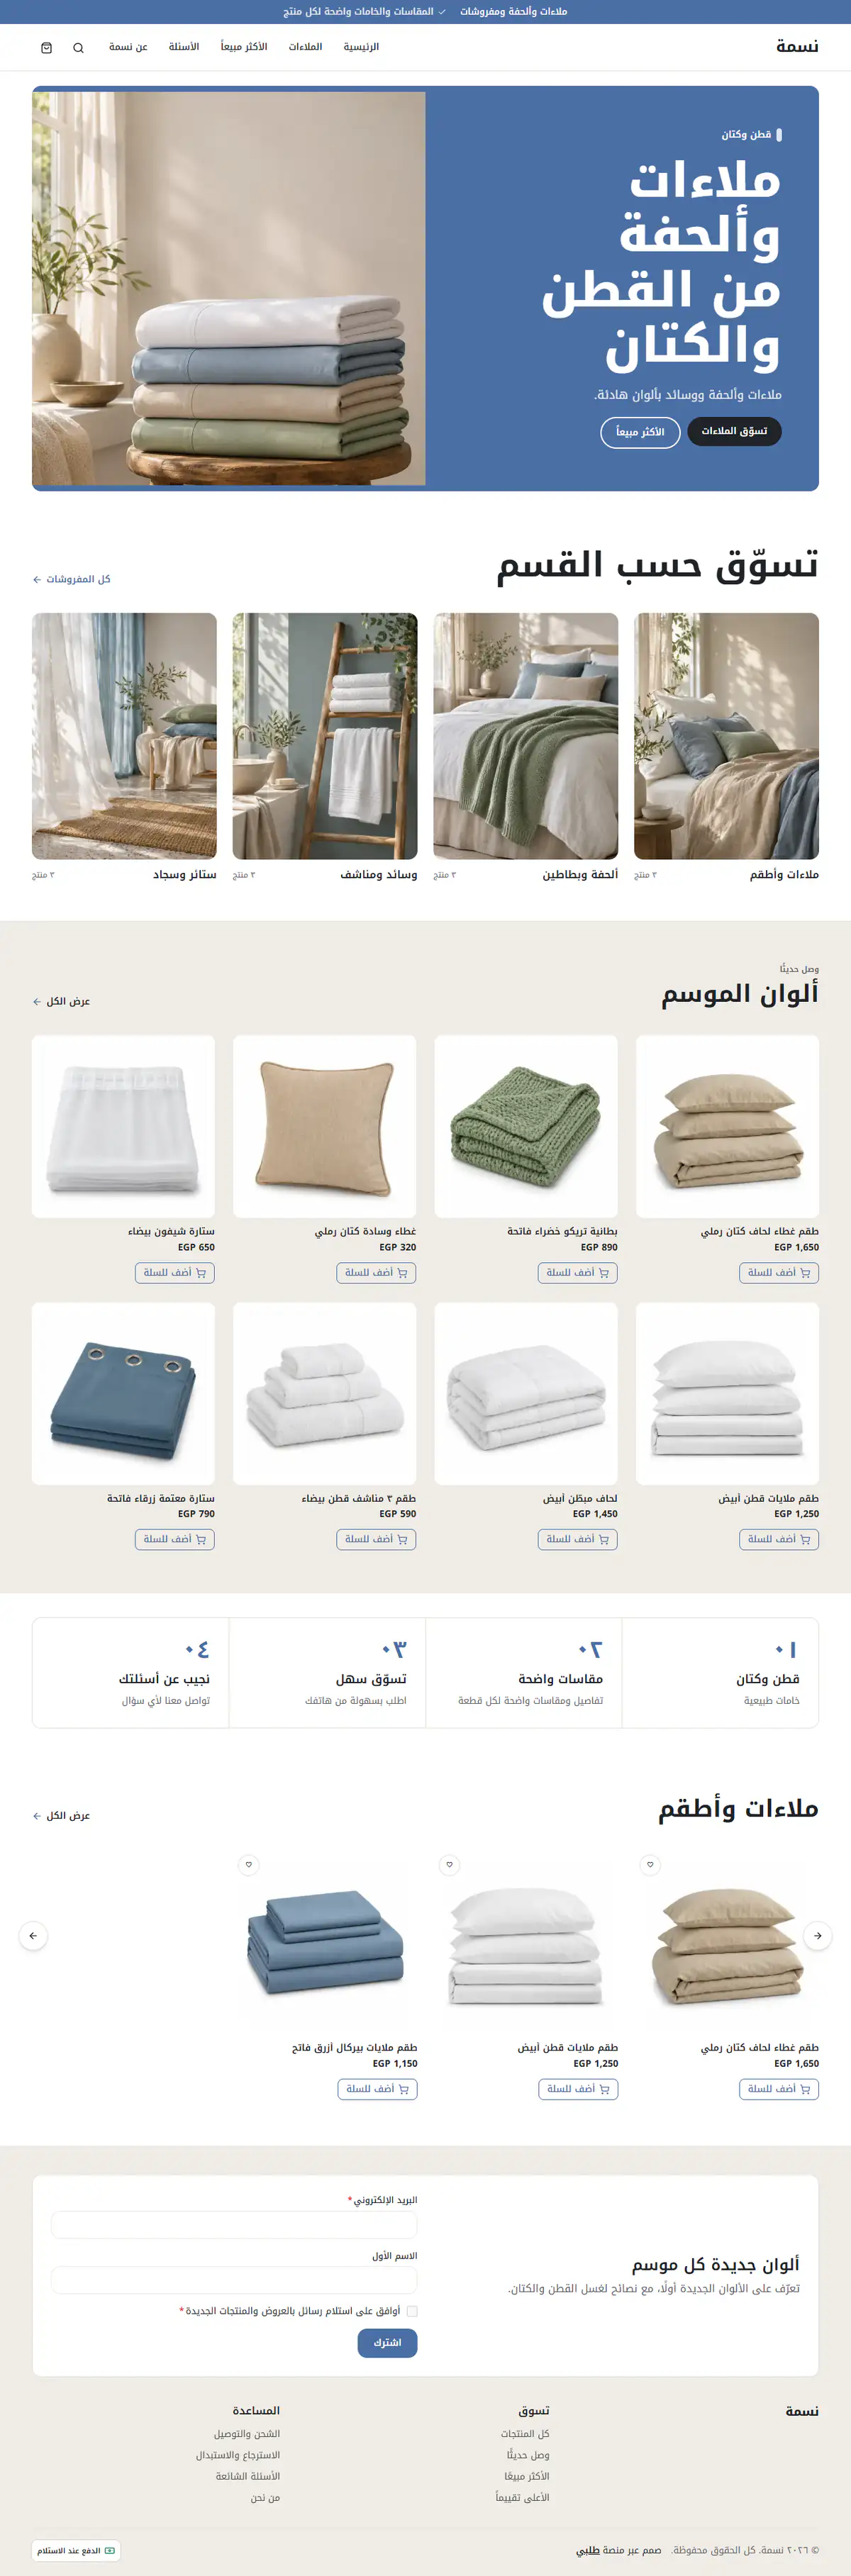 ملاءات وألحفة ومفروشات
المقاسات والخامات واضحة لكل منتج
نسمة
الرئيسية
الملاءات
الأكثر مبيعاً
الأسئلة
عن نسمة
قطن وكتان
ملاءات
وألحفة
من القطن
والكتان
ملاءات وألحفة ووسائد بألوان هادئة.
تسوّق الملاءات
الأكثر مبيعاً
تسوّق حسب القسم
كل المفروشات
ملاءات وأطقم
٣ منتج
ألحفة وبطاطين
٣ منتج
وسائد ومناشف
٣ منتج
ستائر وسجاد
٣ منتج
وصل حديثًا
ألوان الموسم
عرض الكل
طقم غطاء لحاف كتان رملي
EGP 1,650
أضف للسلة
بطانية تريكو خضراء فاتحة
EGP 890
أضف للسلة
غطاء وسادة كتان رملي
EGP 320
أضف للسلة
ستارة شيفون بيضاء
EGP 650
أضف للسلة
طقم ملايات قطن أبيض
EGP 1,250
أضف للسلة
لحاف مبطّن أبيض
EGP 1,450
أضف للسلة
طقم ٣ مناشف قطن بيضاء
EGP 590
أضف للسلة
ستارة معتمة زرقاء فاتحة
EGP 790
أضف للسلة
٠١
قطن وكتان
خامات طبيعية
٠٢
مقاسات واضحة
تفاصيل ومقاسات واضحة لكل قطعة
٠٣
تسوّق سهل
اطلب بسهولة من هاتفك
٠٤
نجيب عن أسئلتك
تواصل معنا لأي سؤال
ملاءات وأطقم
عرض الكل
طقم غطاء لحاف كتان رملي
EGP 1,650
أضف للسلة
طقم ملايات قطن أبيض
EGP 1,250
أضف للسلة
طقم ملايات بيركال أزرق فاتح
EGP 1,150
أضف للسلة
ألوان جديدة كل موسم
تعرّف على الألوان الجديدة أولًا، مع نصائح لغسل القطن والكتان.
البريد الإلكتروني *
الاسم الأول
أوافق على استلام رسائل بالعروض والمنتجات الجديدة *
اشترك
نسمة
تسوق
كل المنتجات
وصل حديثًا
الأكثر مبيعًا
الأعلى تقييماً
المساعدة
الشحن والتوصيل
الاسترجاع والاستبدال
الأسئلة الشائعة
من نحن
© ٢٠٢٦ نسمة. كل الحقوق محفوظة.
صمم عبر منصة طلبي
الدفع عند الاستلام